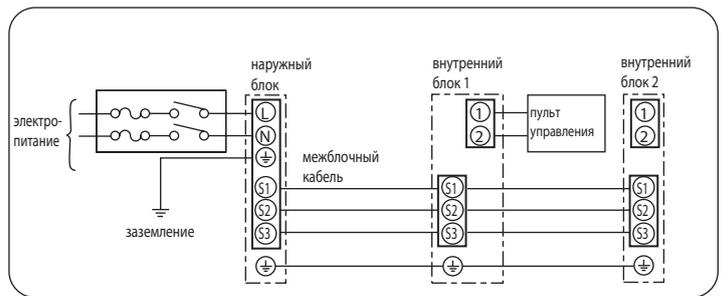 наружный
блок
внутренний
блок 1
внутренний
блок 2
электро-
питание
L
N
1
2
пульт
управления
1
2
межблочный
кабель
S1
S2
S3
S1
S2
S3
S1
S2
S3
заземление